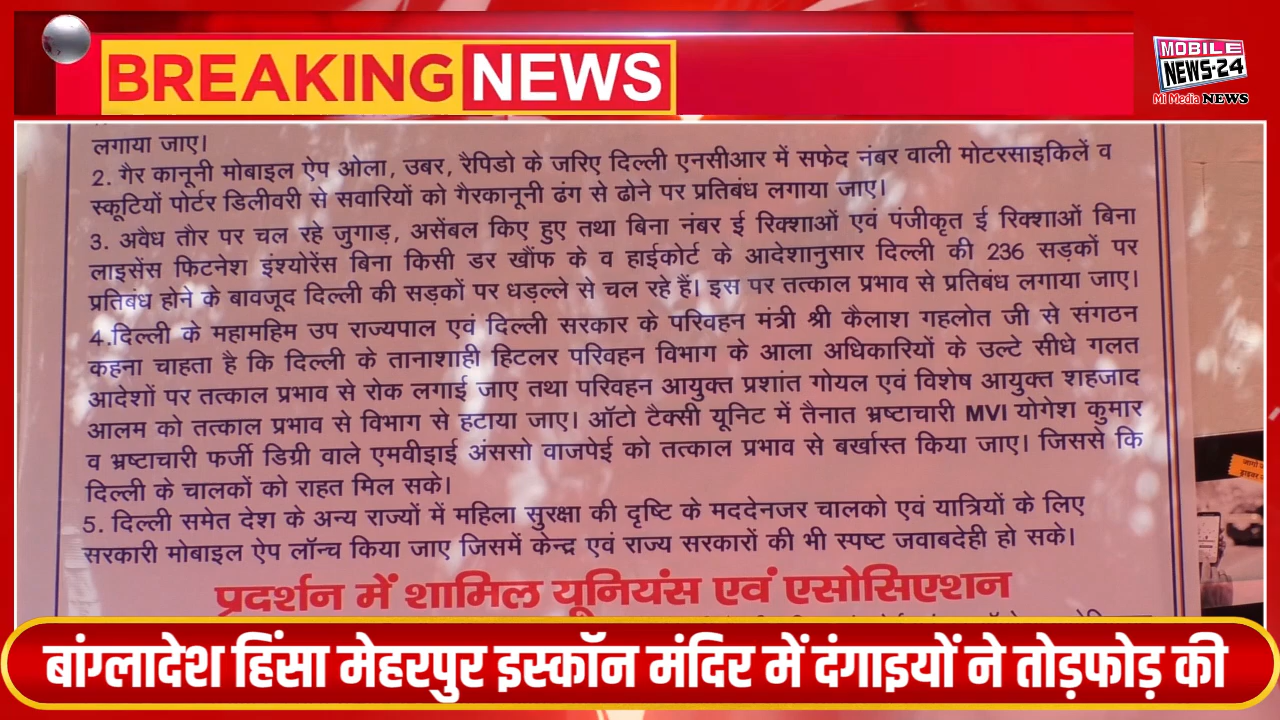 BREAKING NEWS
MOBILE
NEWS-24
Mi Media NEWS
लगाया जाए।
2. गैर कानूनी मोबाइल ऐप ओला, उबर, रैपिडो के जरिए दिल्ली एनसीआर में सफेद नंबर वाली मोटरसाइकिलें व
स्कूटियों पोर्टर डिलीवरी से सवारियों को गैरकानूनी ढंग से ढोने पर प्रतिबंध लगाया जाए।
3. अवैध तौर पर चल रहे जुगाड़, असेंबल किए हुए तथा बिना नंबर ई रिक्शाओं एवं पंजीकृत ई रिक्शाओं बिना
लाइसेंस फिटनेश इंश्योरेंस बिना किसी डर खौंफ के व हाईकोर्ट के आदेशानुसार दिल्ली की 236 सड़कों पर
प्रतिबंध होने के बावजूद दिल्ली की सड़कों पर धड़ल्ले से चल रहे हैं। इस पर तत्काल प्रभाव से प्रतिबंध लगाया जाए।
4.दिल्ली के महामहिम उप राज्यपाल एवं दिल्ली सरकार के परिवहन मंत्री श्री कैलाश गहलोत जी से संगठन
कहना चाहता है कि दिल्ली के तानाशाही हिटलर परिवहन विभाग के आला अधिकारियों के उल्टे सीधे गलत
आदेशों पर तत्काल प्रभाव से रोक लगाई जाए तथा परिवहन आयुक्त प्रशांत गोयल एवं विशेष आयुक्त शहजाद
आलम को तत्काल प्रभाव से विभाग से हटाया जाए। ऑटो टैक्सी यूनिट में तैनात भ्रष्टाचारी MVI योगेश कुमार
व भ्रष्टाचारी फर्जी डिग्री वाले एमवीइाई अंससो वाजपेई को तत्काल प्रभाव से बर्खास्त किया जाए। जिससे कि
दिल्ली के चालकों को राहत मिल सके।
5. दिल्ली समेत देश के अन्य राज्यों में महिला सुरक्षा की दृष्टि के मददेनजर चालको एवं यात्रियों के लिए
सरकारी मोबाइल ऐप लॉन्च किया जाए जिसमें केन्द्र एवं राज्य सरकारों की भी स्पष्ट जवाबदेही हो सके।
प्रदर्शन में शामिल यूनियंस एवं एसोसिएशन
बांग्लादेश हिंसा मेहरपुर इस्कॉन मंदिर में दंगाइयों ने तोड़फोड़ की